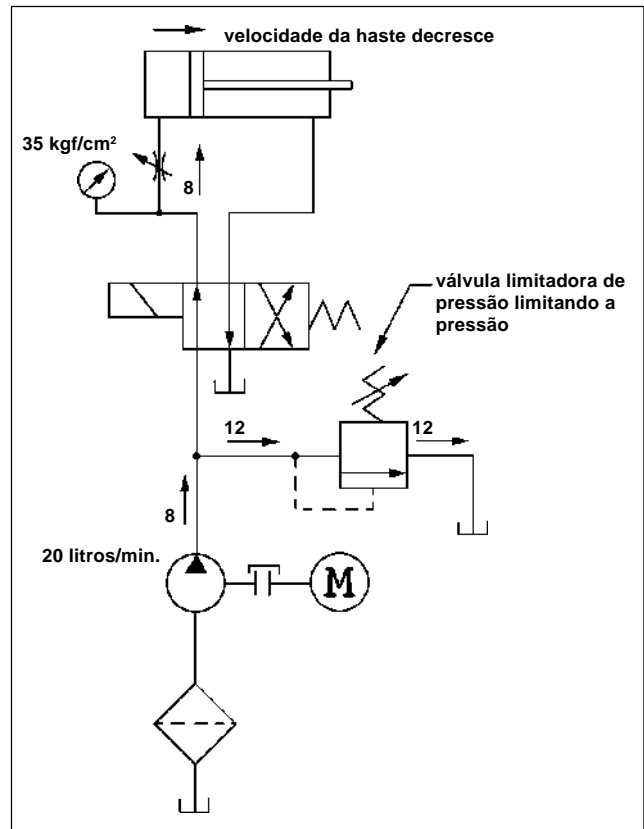 velocidade da haste decresce
35 kgf/cm²
8
válvula limitadora de
pressão limitando a
pressão
12
12
8
20 litros/min.
M